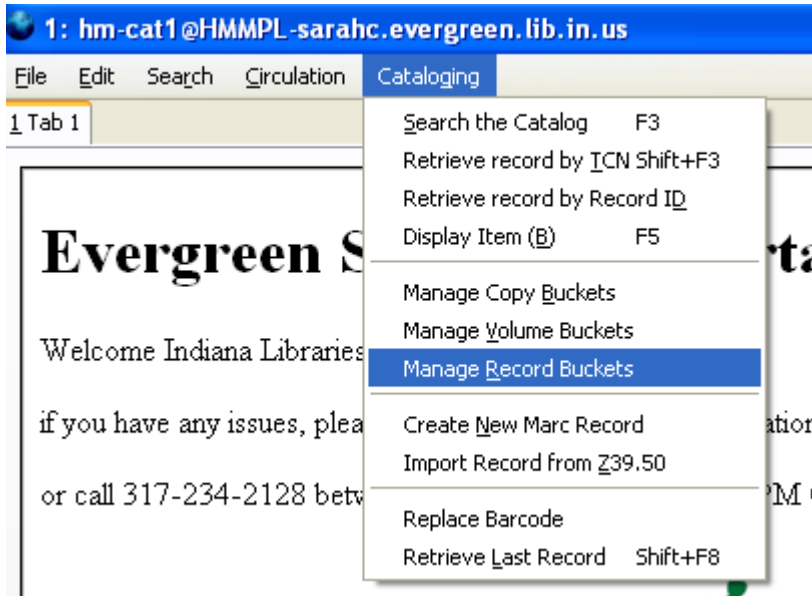 1: hm-cat1@HMMPL-sarahc.evergreen.lib.in.us
File Edit Search Circulation Cataloging
1 Tab 1
Search the Catalog F3
Retrieve record by TCN Shift+F3
Retrieve record by Record ID
Display Item (B) F5
Manage Copy Buckets
Manage Volume Buckets
Manage Record Buckets
Create New Marc Record
Import Record from Z39.50
Replace Barcode
Retrieve Last Record Shift+F8
Evergreen
Welcome Indiana Libraries
if you have any issues,
or call 317-234-2128